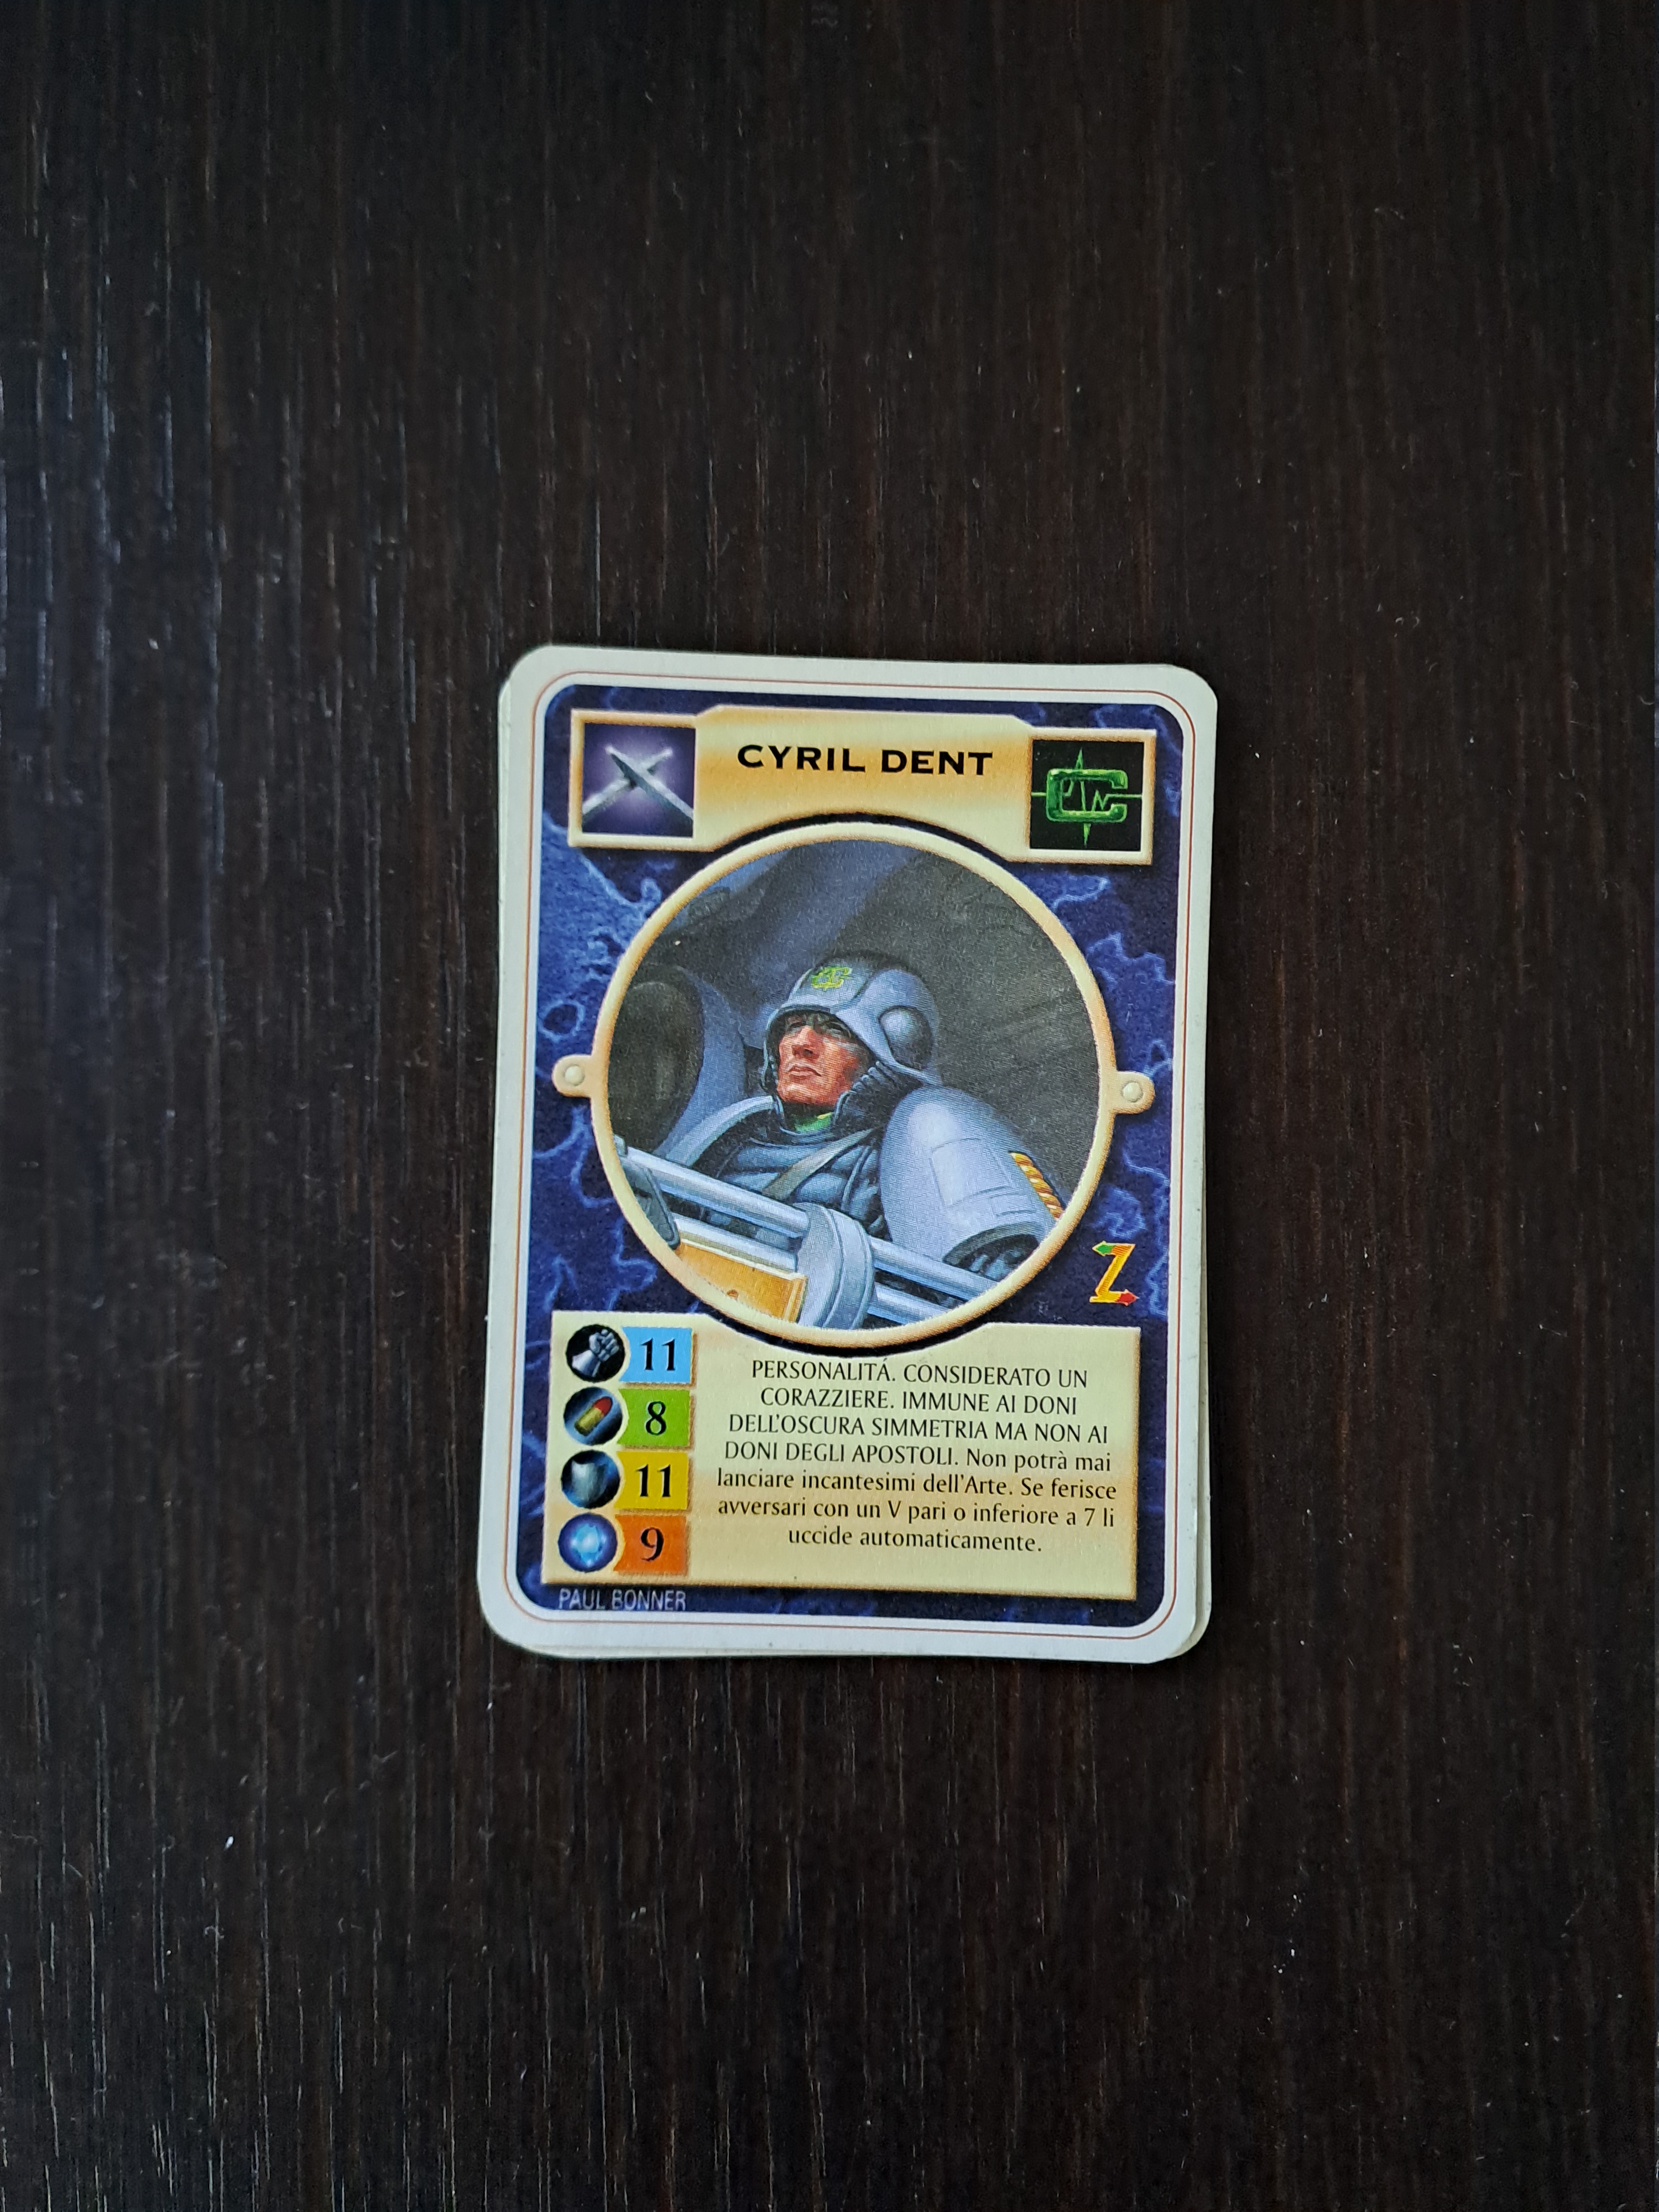 CYRIL DENT
11
8
11
9
PERSONALITÁ. CONSIDERATO UN
CORAZZIERE. IMMUNE AI DONI
DELL'OSCURA SIMMETRIA MA NON AI
DONI DEGLI APOSTOLI. Non potrà mai
lanciare incantesimi dell'Arte. Se ferisce
avversari con un V pari o inferiore a 7 li
uccide automaticamente.
PAUL BONNER